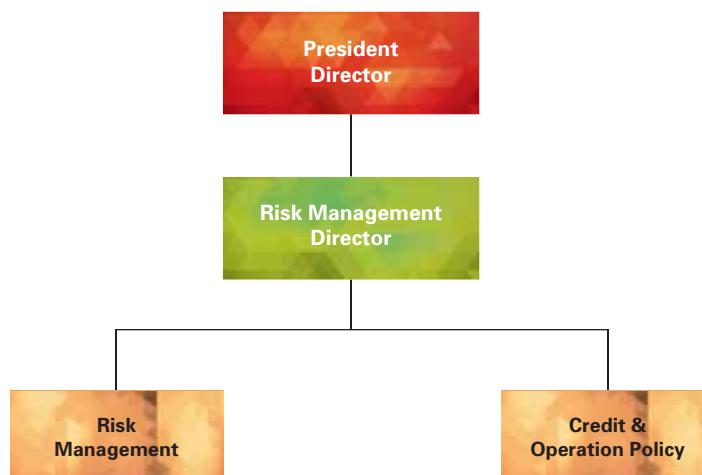 President
Director
Risk Management
Director
Risk
Management
Credit &
Operation Policy